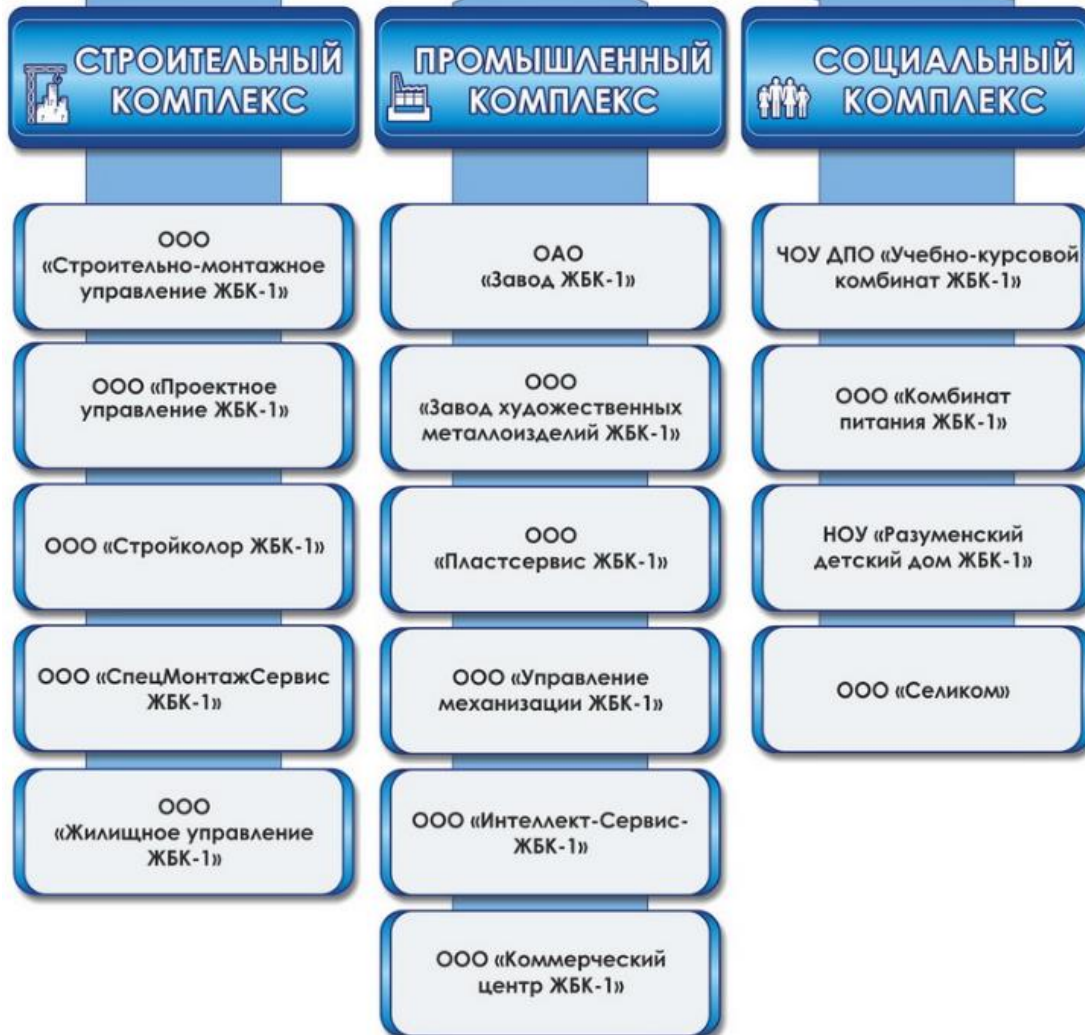 СТРОИТЕЛЬНЫЙ
КОМПЛЕКС
ООО
«Строительно-монтажное
управление ЖБК-1»
ООО «Проектное
управление ЖБК-1»
ООО «Стройколор ЖБК-1»
ООО «СпецМонтажСервис
ЖБК-1»
ООО
«Жилищное управление
ЖБК-1»
ПРОМЫШЛЕННЫЙ
КОМПЛЕКС
ОАО
«Завод ЖБК-1»
ООО
«Завод художественных
металлоизделий ЖБК-1»
ООО
«Пластсервис ЖБК-1»
ООО «Управление
механизации ЖБК-1»
ООО «Интеллект-Сервис-
ЖБК-1»
ООО «Коммерческий
центр ЖБК-1»
СОЦИАЛЬНЫЙ
КОМПЛЕКС
ЧОУ ДПО «Учебно-курсовой
комбинат ЖБК-1»
ООО «Комбинат
питания ЖБК-1»
НОУ «Разуменский
детский дом ЖБК-1»
ООО «Селиком»